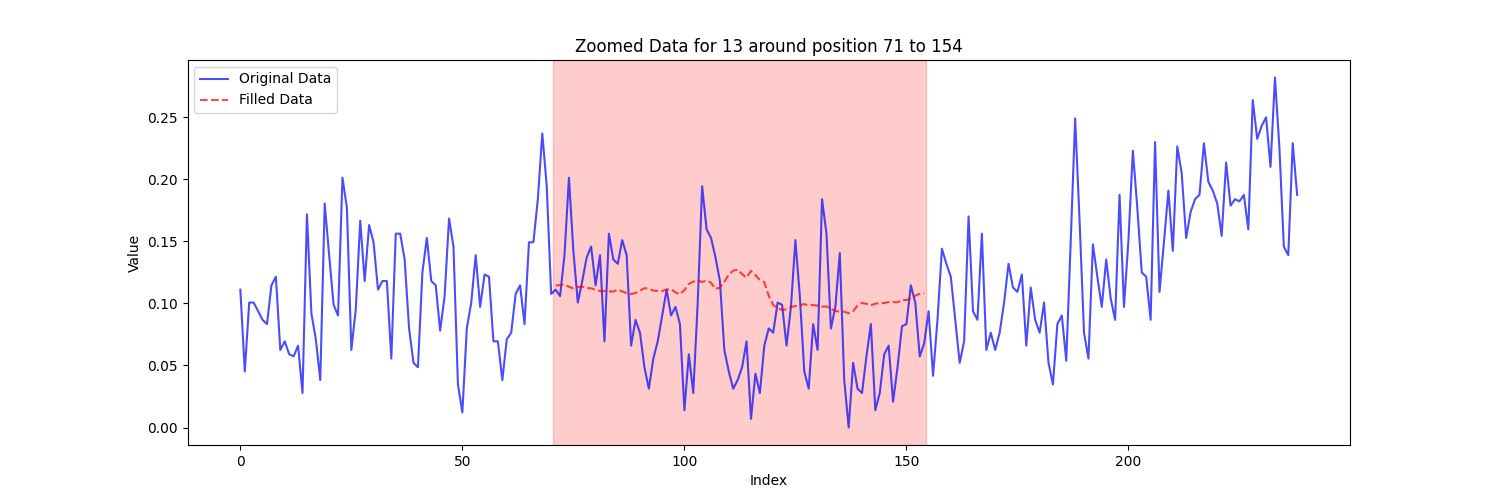 Zoomed Data for 13 around position 71 to 154
Original Data
Filled Data
Value
0.25
0.20
0.15
0.10
0.05
0.00
0
50
100
150
200
Index